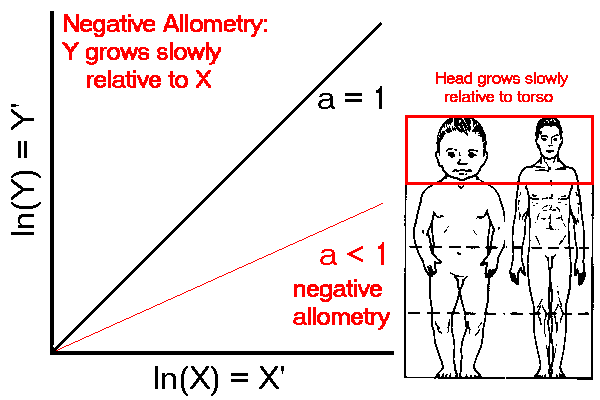 Negative Allometry:
Y grows slowly
relative to X
a = 1
Head grows slowly
relative to torso
ln(Y) = Y'
a < 1
negative
allometry
ln(X) = X'